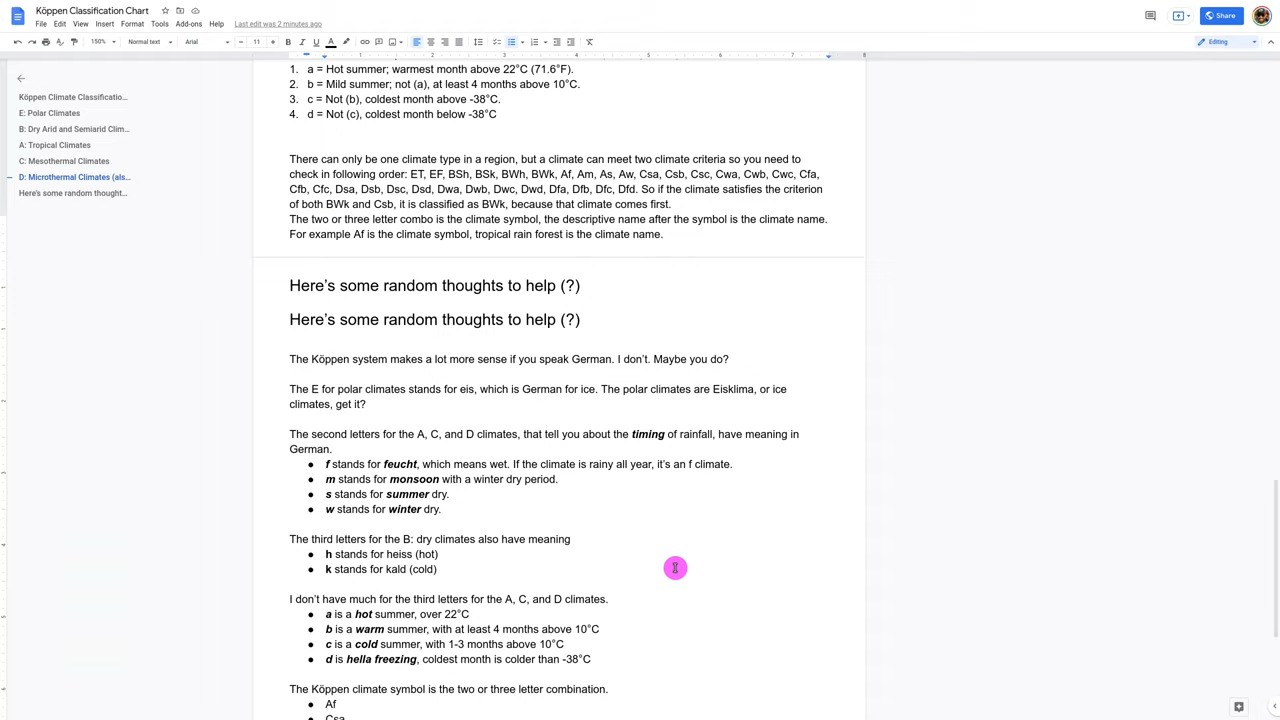 Köppen Classification Chart
File Edit View Insert Format Tools Add-ons Help Last edit was 2 minutes ago
Share
150% Normal text Arial 11 B I U A Editing
1 2 3 4 5 6 7 8
Köppen Climate Classificatio...
E: Polar Climates
B: Dry Arid and Semiarid Clim...
A: Tropical Climates
C: Mesothermal Climates
D: Microthermal Climates (als...
Here's some random thought...
1. a = Hot summer; warmest month above 22°C (71.6°F).
2. b = Mild summer; not (a), at least 4 months above 10°C.
3. c = Not (b), coldest month above -38°C.
4. d = Not (c), coldest month below -38°C
There can only be one climate type in a region, but a climate can meet two climate criteria so you need to
check in following order: ET, EF, BSh, BSk, BWh, BWk, Af, Am, As, Aw, Csa, Csb, Csc, Cwa, Cwb, Cwc, Cfa,
Cfb, Cfc, Dsa, Dsb, Dsc, Dsd, Dwa, Dwb, Dwc, Dwd, Dfa, Dfb, Dfc, Dfd. So if the climate satisfies the criterion
of both BWk and Csb, it is classified as BWk, because that climate comes first.
The two or three letter combo is the climate symbol, the descriptive name after the symbol is the climate name.
For example Af is the climate symbol, tropical rain forest is the climate name.
Here's some random thoughts to help (?)
Here's some random thoughts to help (?)
The Köppen system makes a lot more sense if you speak German. I don't. Maybe you do?
The E for polar climates stands for eis, which is German for ice. The polar climates are Eisklima, or ice
climates, get it?
The second letters for the A, C, and D climates, that tell you about the timing of rainfall, have meaning in
German.
● f stands for feucht, which means wet. If the climate is rainy all year, it's an f climate.
● m stands for monsoon with a winter dry period.
● s stands for summer dry.
● w stands for winter dry.
The third letters for the B: dry climates also have meaning
● h stands for heiss (hot)
● k stands for kald (cold)
I don't have much for the third letters for the A, C, and D climates.
● a is a hot summer, over 22°C
● b is a warm summer, with at least 4 months above 10°C
● c is a cold summer, with 1-3 months above 10°C
● d is hella freezing, coldest month is colder than -38°C
The Köppen climate symbol is the two or three letter combination.
● Af
● Csa